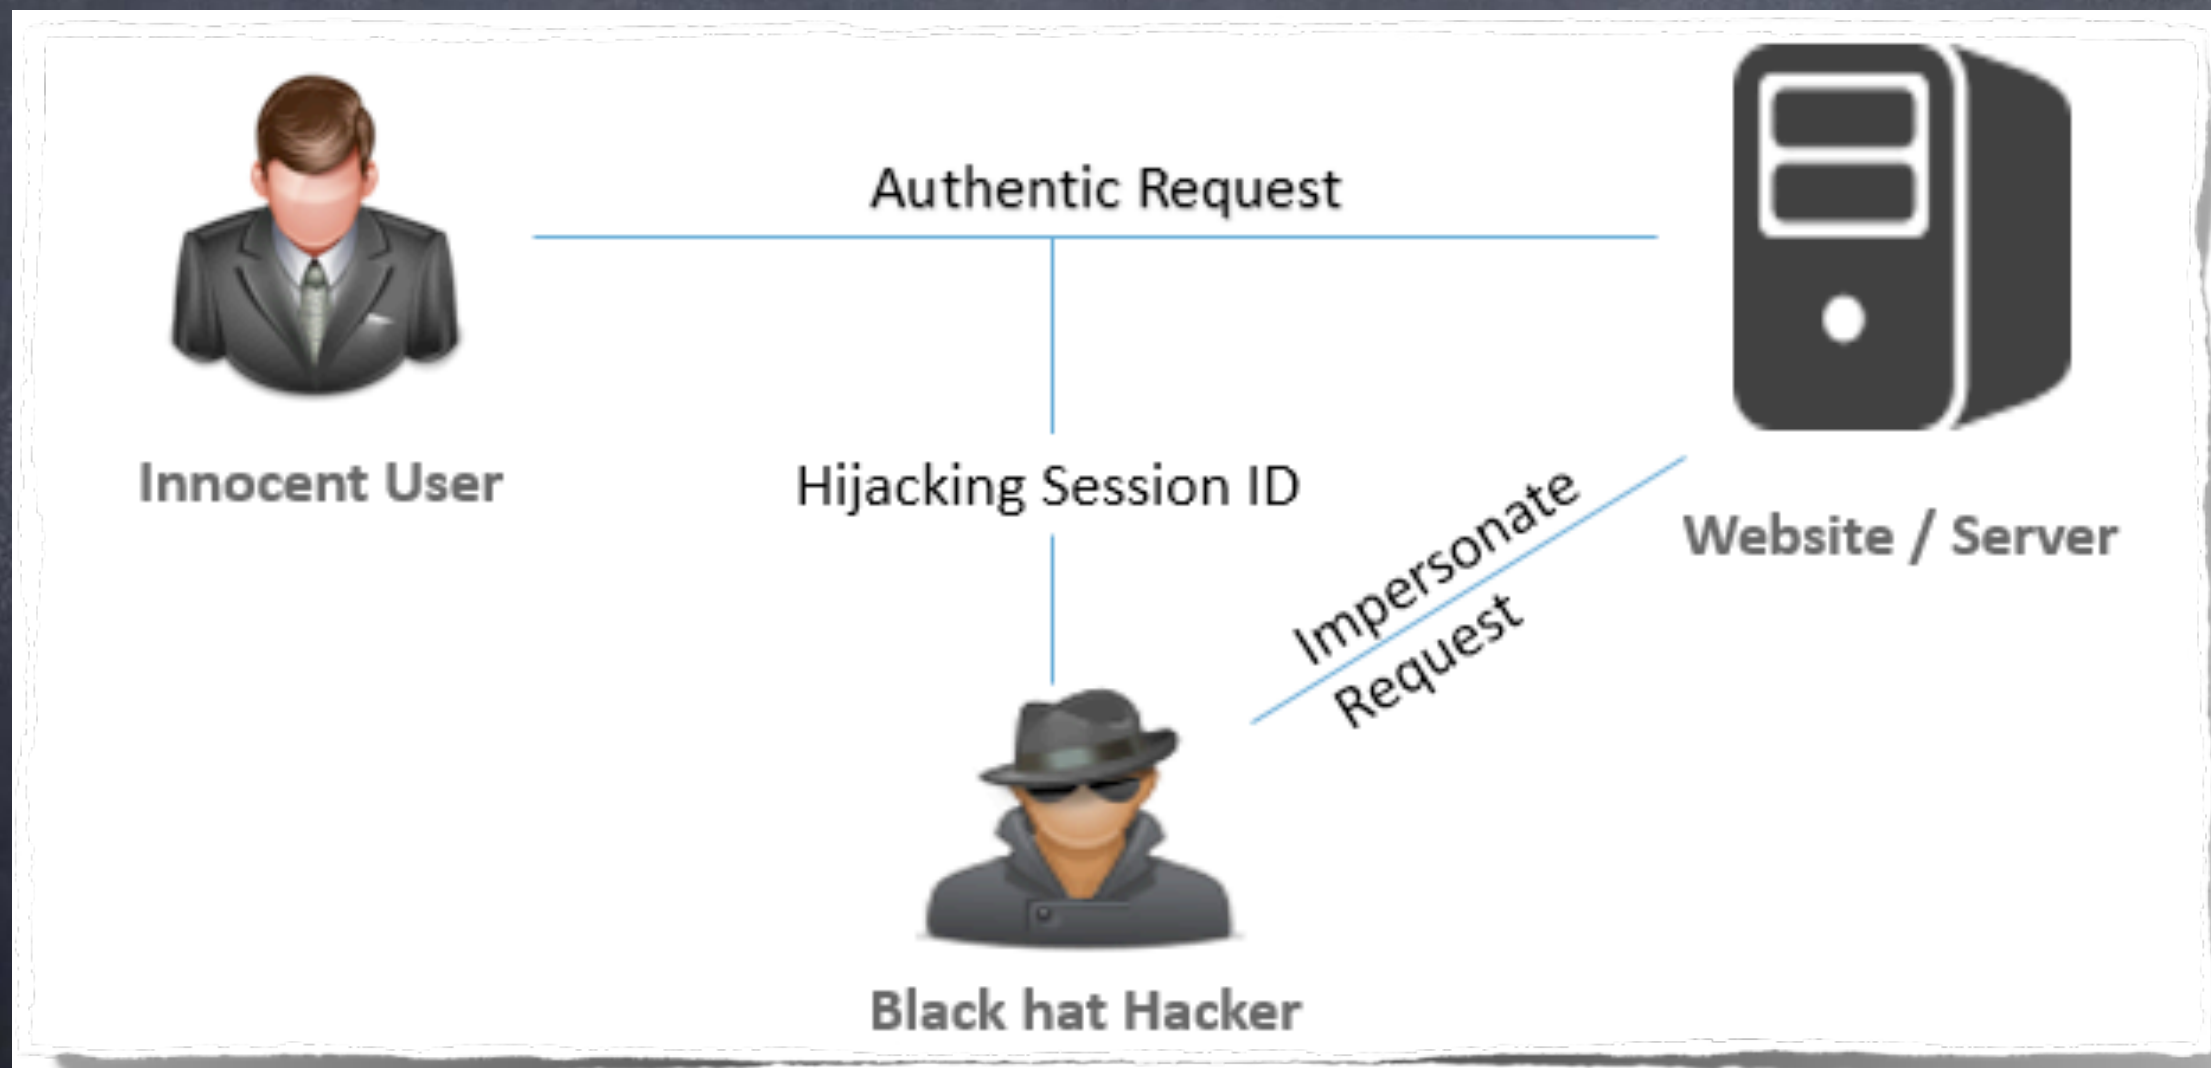 Authentic Request
Innocent User
Hijacking Session ID
Impersonate
Request
Website / Server
Black hat Hacker